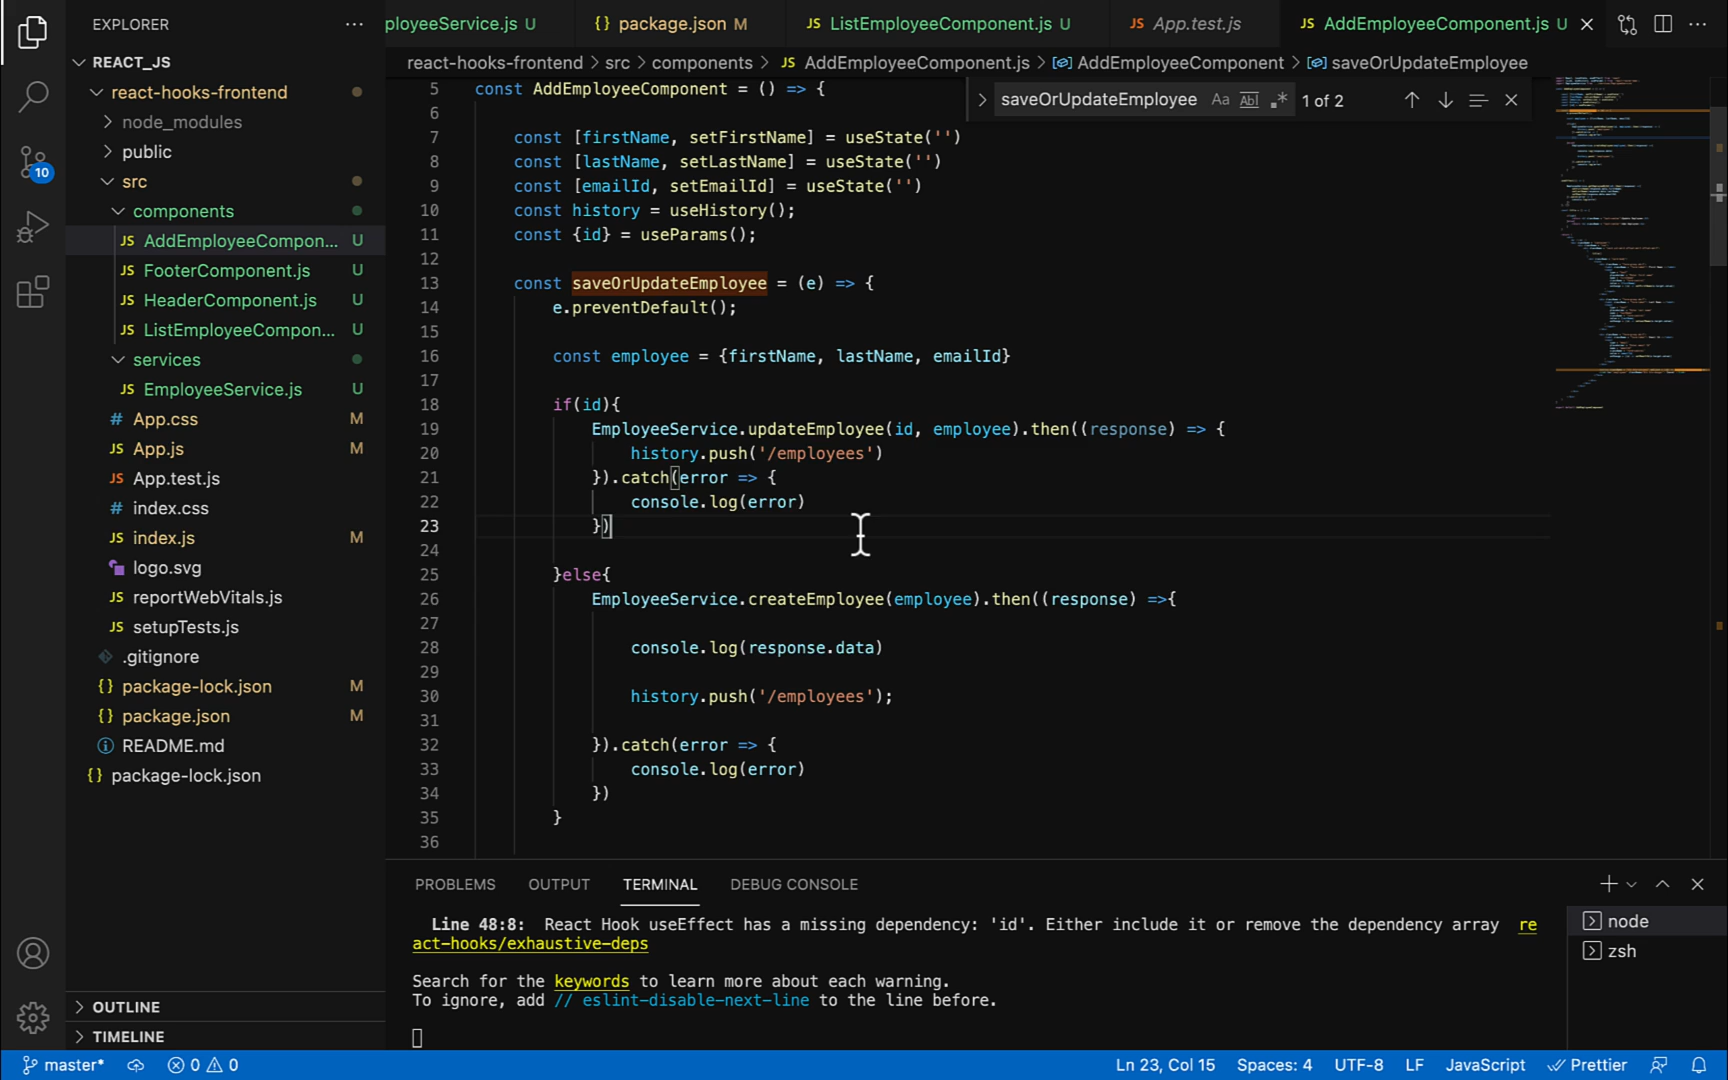 EXPLORER
REACT_JS
react-hooks-frontend
node_modules
public
src
components
AddEmployeeCompon... U
FooterComponent.js U
HeaderComponent.js U
ListEmployeeCompon... U
services
EmployeeService.js U
App.css M
App.js M
App.test.js
index.css
index.js M
logo.svg
reportWebVitals.js
setupTests.js
.gitignore
package-lock.json M
package.json M
README.md
package-lock.json
OUTLINE
TIMELINE
10
ployeeService.js U {} package.json M JS ListEmployeeComponent.js U JS App.test.js JS AddEmployeeComponent.js U
react-hooks-frontend > src > components > JS AddEmployeeComponent.js > AddEmployeeComponent > saveOrUpdateEmployee
saveOrUpdateEmployee Aa Abl .* 1 of 2
5 const AddEmployeeComponent = () => {
6
7 const [firstName, setFirstName] = useState('')
8 const [lastName, setLastName] = useState('')
9 const [emailId, setEmailId] = useState('')
10 const history = useHistory();
11 const {id} = useParams();
12
13 const saveOrUpdateEmployee = (e) => {
14 e.preventDefault();
15
16 const employee = {firstName, lastName, emailId}
17
18 if(id){
19 EmployeeService.updateEmployee(id, employee).then((response) => {
20 history.push('/employees')
21 }).catch(error => {
22 console.log(error)
23 })
24
25 }else{
26 EmployeeService.createEmployee(employee).then((response) =>{
27
28 console.log(response.data)
29
30 history.push('/employees');
31
32 }).catch(error => {
33 console.log(error)
34 })
35 }
36
PROBLEMS OUTPUT TERMINAL DEBUG CONSOLE
Line 48:8: React Hook useEffect has a missing dependency: 'id'. Either include it or remove the dependency array re
act-hooks/exhaustive-deps
Search for the keywords to learn more about each warning.
To ignore, add // eslint-disable-next-line to the line before.
node
zsh
master* 0 0 Ln 23, Col 15 Spaces: 4 UTF-8 LF JavaScript Prettier